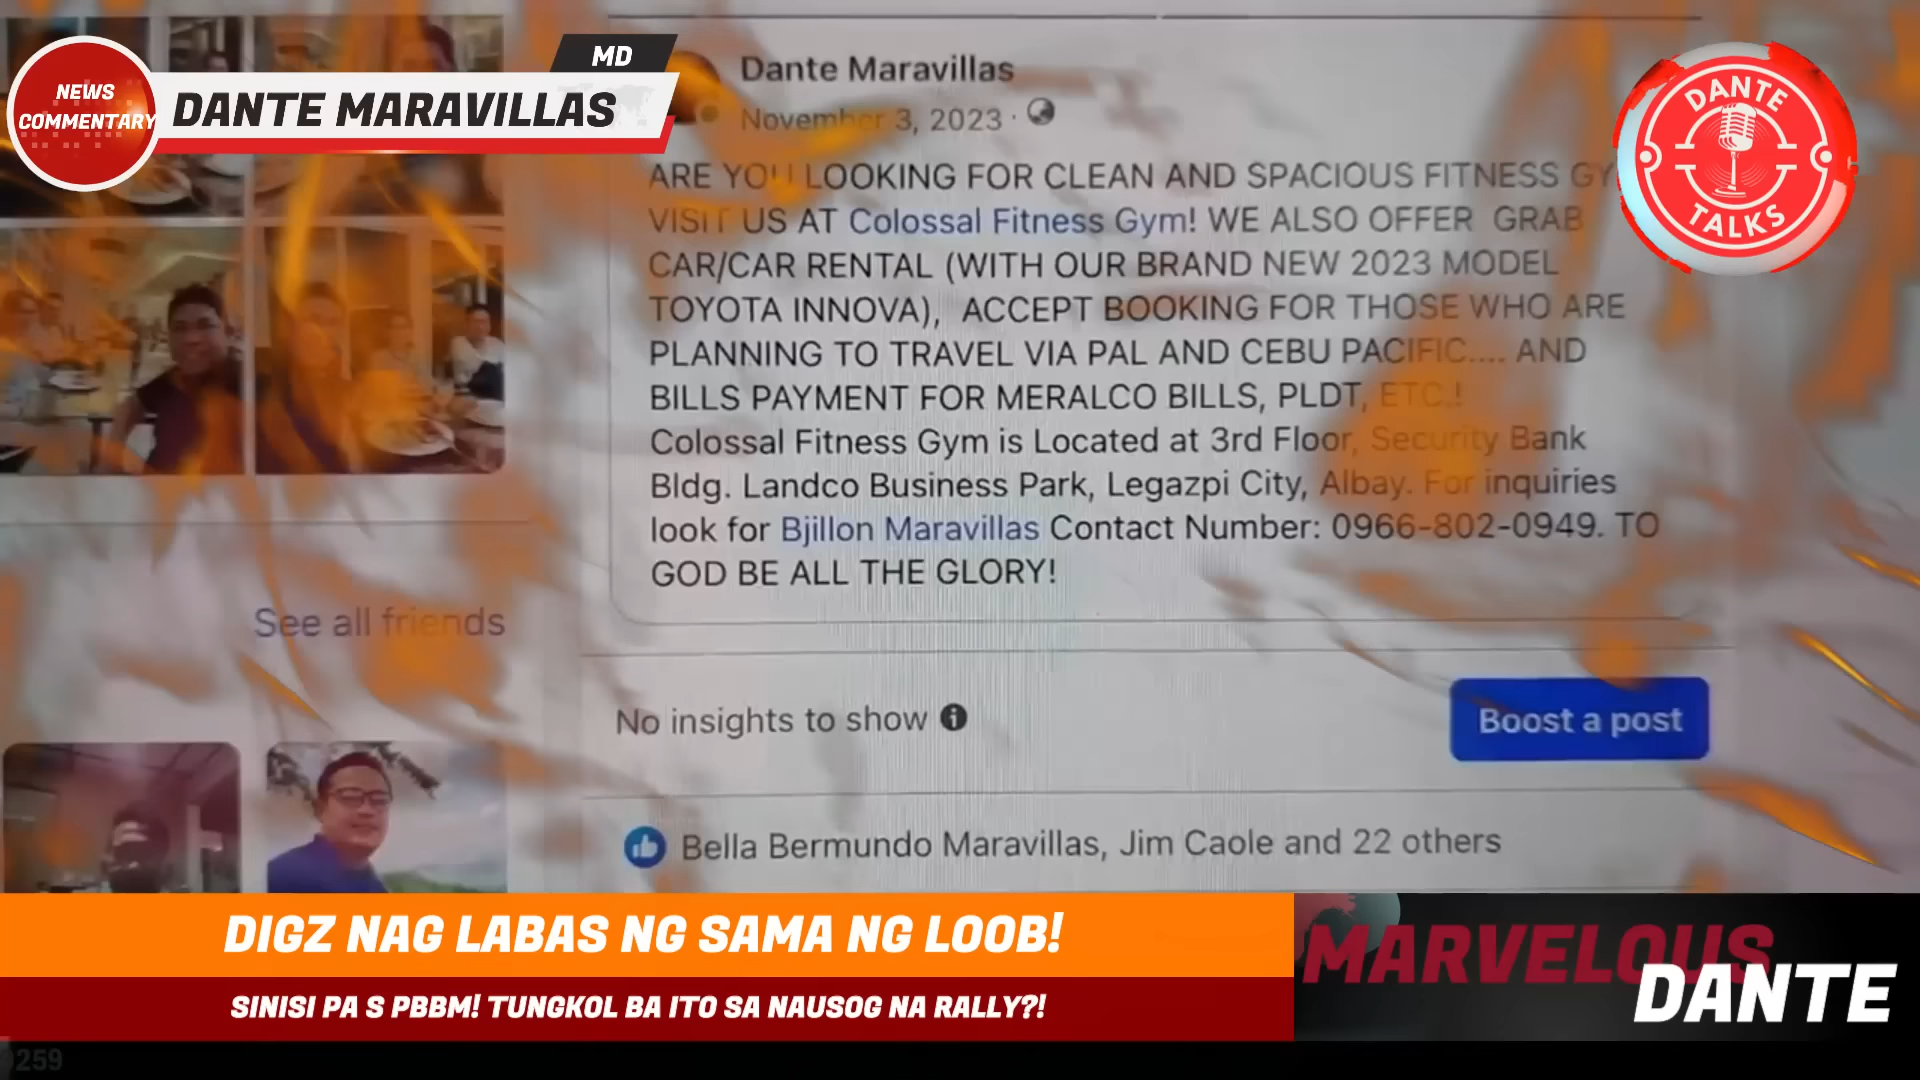 MD
NEWS
COMMENTARY
DANTE MARAVILLAS
DANTE
TALKS
Dante Maravillas
November 3, 2023
ARE YOU LOOKING FOR CLEAN AND SPACIOUS FITNESS GY
VISIT US AT Colossal Fitness Gym! WE ALSO OFFER GRAB
CAR/CAR RENTAL (WITH OUR BRAND NEW 2023 MODEL
TOYOTA INNOVA), ACCEPT BOOKING FOR THOSE WHO ARE
PLANNING TO TRAVEL VIA PAL AND CEBU PACIFIC.... AND
BILLS PAYMENT FOR MERALCO BILLS, PLDT, ETC.!
Colossal Fitness Gym is Located at 3rd Floor, Security Bank
Bldg. Landco Business Park, Legazpi City, Albay. For inquiries
look for Bjillon Maravillas Contact Number: 0966-802-0949. TO
GOD BE ALL THE GLORY!
See all friends
No insights to show
Boost a post
Bella Bermundo Maravillas, Jim Caole and 22 others
DIGZ NAG LABAS NG SAMA NG LOOB!
SINISI PA S PBBM! TUNGKOL BA ITO SA NAUSOG NA RALLY?!
MARVELOUS
DANTE
259